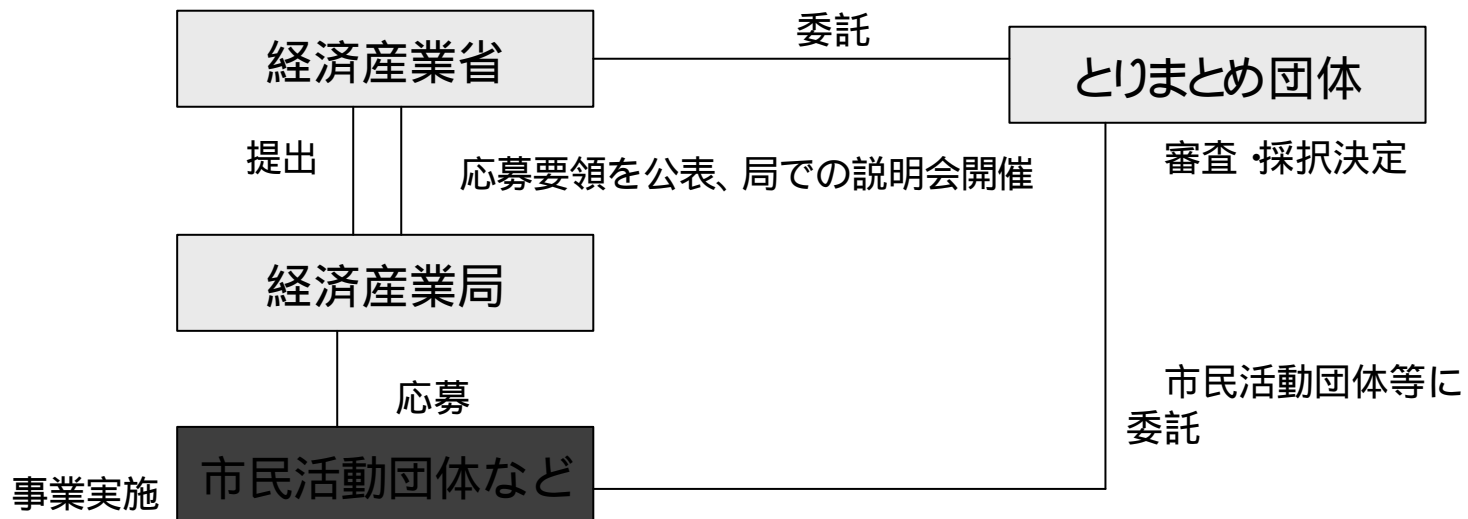 委託
経済産業省
とりまとめ団体
提出
応募要領を公表、局での説明会開催
審査・採択決定
経済産業局
応募
市民活動団体等に
委託
市民活動団体など
事業実施